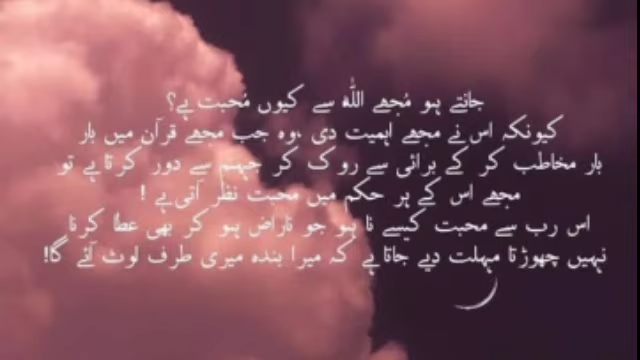 جانتے ہو مُجھے اللہ سے کیوں مُحبت ہے؟
کیونکہ اس نے مجھے اہمیت دی ،وہ جب مجھے قرآن میں بار
بار مخاطب کر کے برائی سے روک کر جہنم سے دور کرتا ہے تو
مجھے اس کے ہر حکم میں محبت نظر آتی ہے !
اس رب سے محبت کیسے نا ہو جو ناراض ہو کر بھی عطا کرنا
نہیں چھوڑتا مہلت دیے جاتا ہے کہ میرا بندہ میری طرف لوٹ آئے گا!